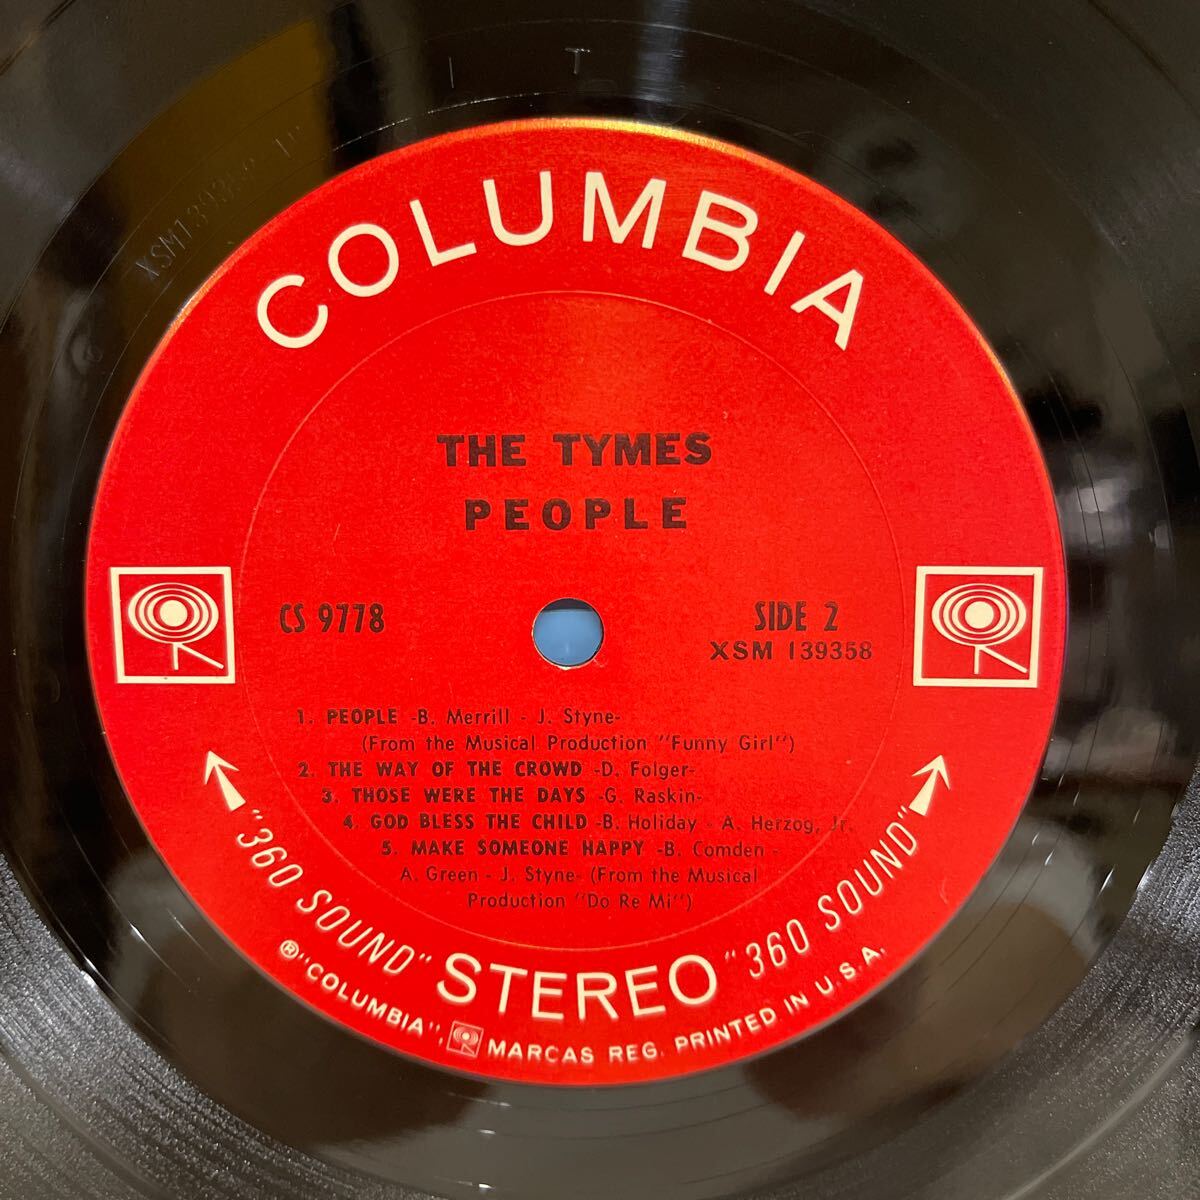 COLUMBIA
THE TYMES
PEOPLE
CS 9778
SIDE 2
XSM 139358
1. PEOPLE -B. Merrill - J. Styne-
(From the Musical Production "Funny Girl")
2. THE WAY OF THE CROWD -D. Folger-
3. THOSE WERE THE DAYS -G. Raskin-
4. GOD BLESS THE CHILD -B. Holiday - A. Herzog, Jr.
5. MAKE SOMEONE HAPPY -B. Comden -
A. Green - J. Styne- (From the Musical
Production "Do Re Mi")
"360 SOUND" STEREO "360 SOUND"
® "COLUMBIA", MARCAS REG. PRINTED IN U.S.A.